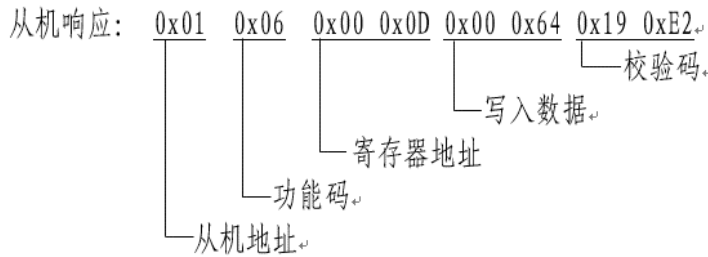 从机响应： 0x01 0x06 0x00 0x0D 0x00 0x64 0x19 0xE2
校验码
写入数据
寄存器地址
功能码
从机地址